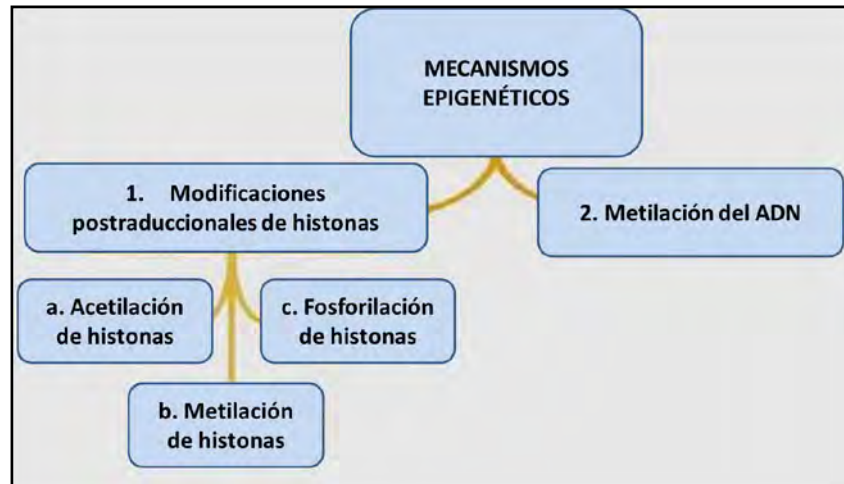 MECANISMOS
EPIGENÉTICOS
1. Modificaciones
postraduccionales de histonas
2. Metilación del ADN
a. Acetilación
de histonas
c. Fosforilación
de histonas
b. Metilación
de histonas